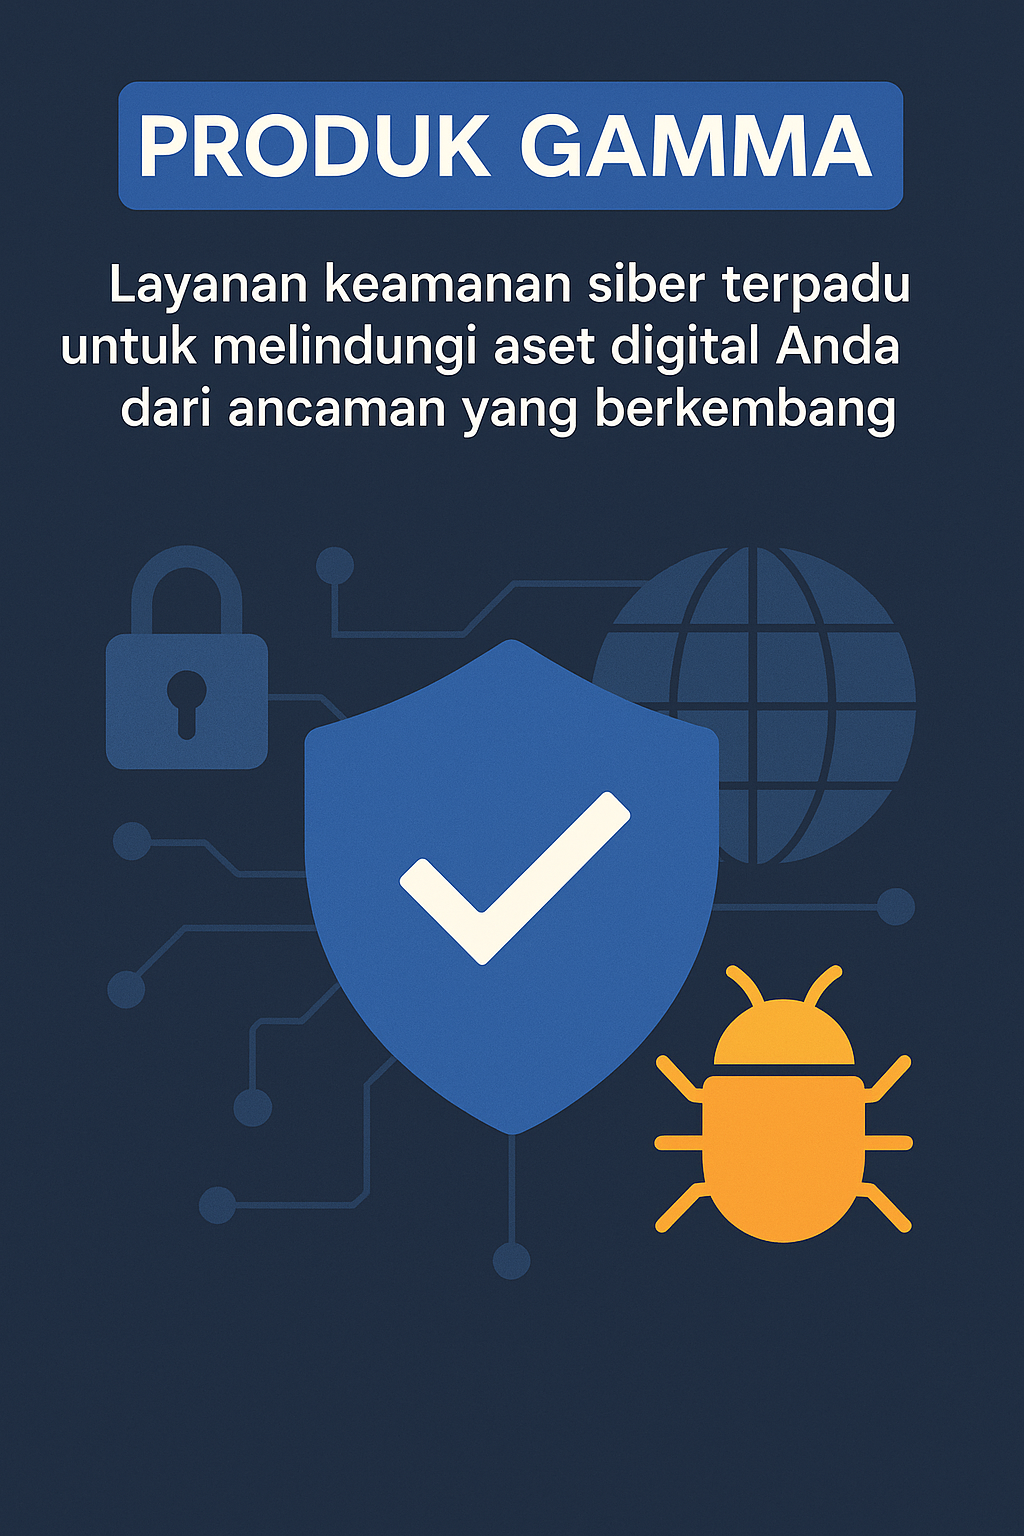 PRODUK GAMMA
Layanan keamanan siber terpadu
untuk melindungi aset digital Anda
dari ancaman yang berkembang